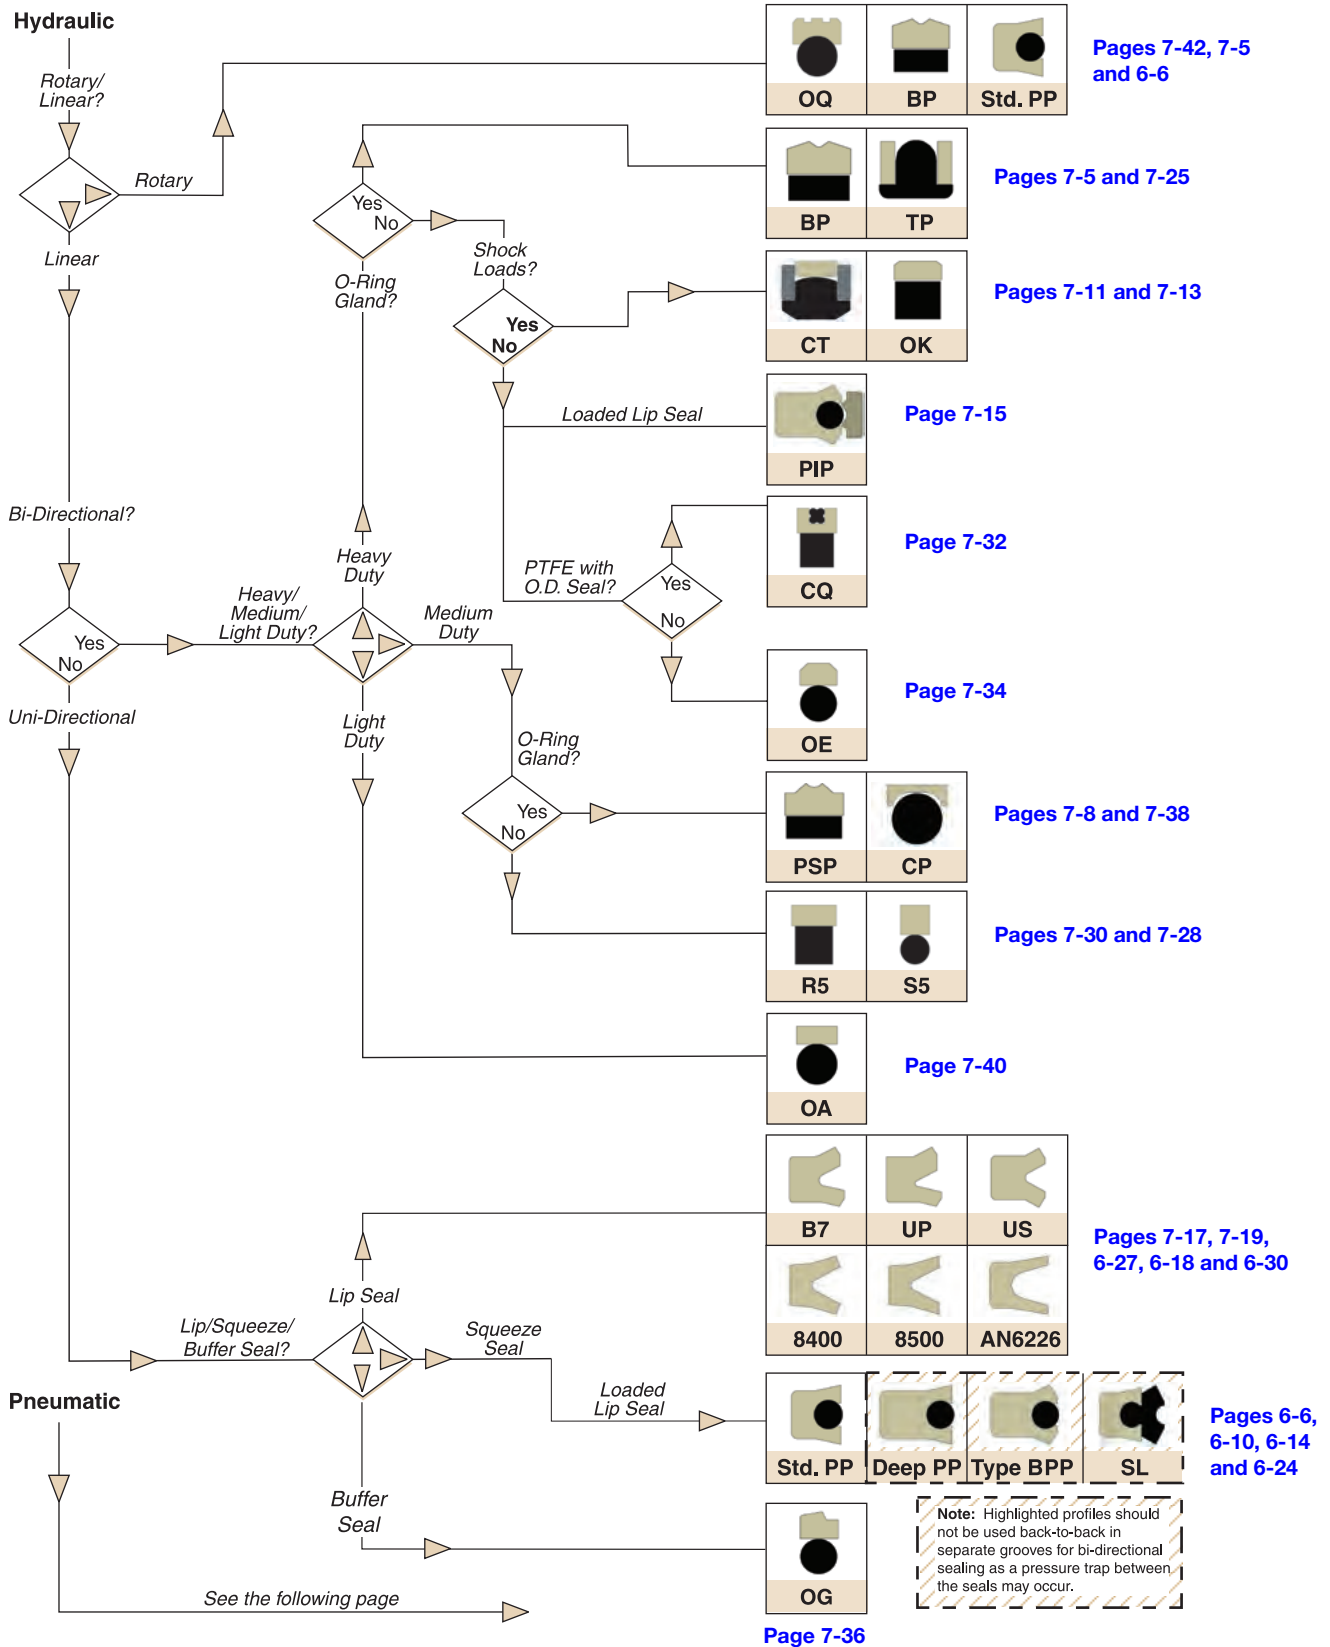 Hydraulic
Rotary/
Linear?
Rotary
Linear
OQ
BP
Std. PP
Pages 7-42, 7-5
and 6-6
Yes
No
O-Ring
Gland?
BP
TP
Pages 7-5 and 7-25
Shock
Loads?
Yes
No
CT
OK
Pages 7-11 and 7-13
Loaded Lip Seal
PIP
Page 7-15
Bi-Directional?
Yes
No
Uni-Directional
Heavy/
Medium/
Light Duty?
Heavy
Duty
Medium
Duty
Light
Duty
PTFE with
O.D. Seal?
Yes
No
CQ
Page 7-32
OE
Page 7-34
O-Ring
Gland?
Yes
No
PSP
CP
Pages 7-8 and 7-38
R5
S5
Pages 7-30 and 7-28
OA
Page 7-40
B7
UP
US
8400
8500
AN6226
Pages 7-17, 7-19,
6-27, 6-18 and 6-30
Lip Seal
Lip/Squeeze/
Buffer Seal?
Squeeze
Seal
Loaded
Lip Seal
Std. PP
Deep PP
Type BPP
SL
Pages 6-6,
6-10, 6-14
and 6-24
Buffer
Seal
OG
Page 7-36
Note: Highlighted profiles should
not be used back-to-back in
separate grooves for bi-directional
sealing as a pressure trap between
the seals may occur.
Pneumatic
See the following page